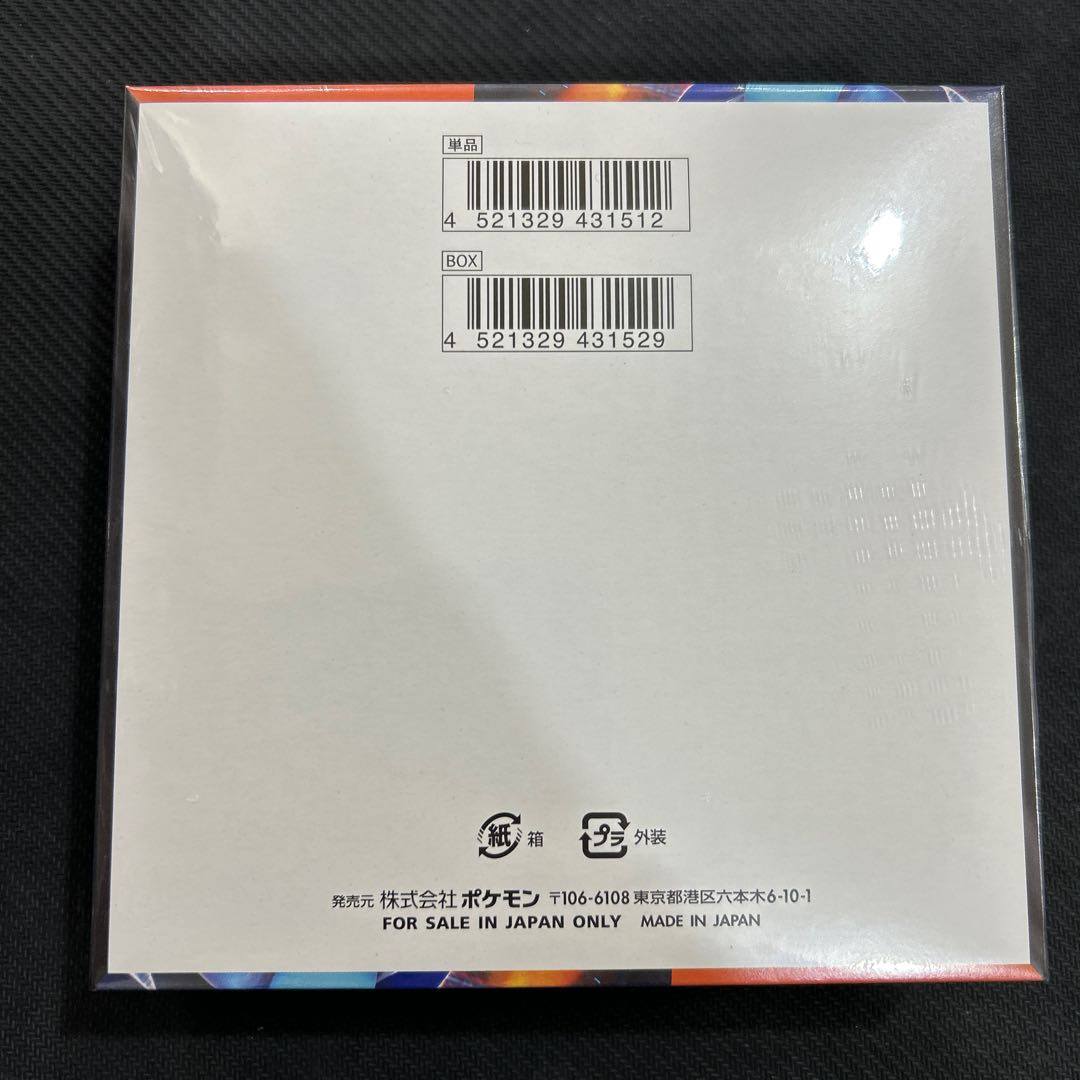 単品
4 521329 431512
BOX
4 521329 431529
紙 箱 プラ 外装
発売元 株式会社 ポケモン 〒106-6108 東京都港区六本木6-10-1
FOR SALE IN JAPAN ONLY MADE IN JAPAN